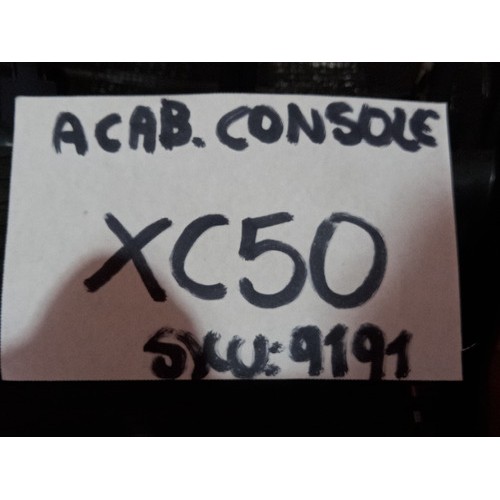 ACAB. CONSOLE
XC50
SKU: 9191